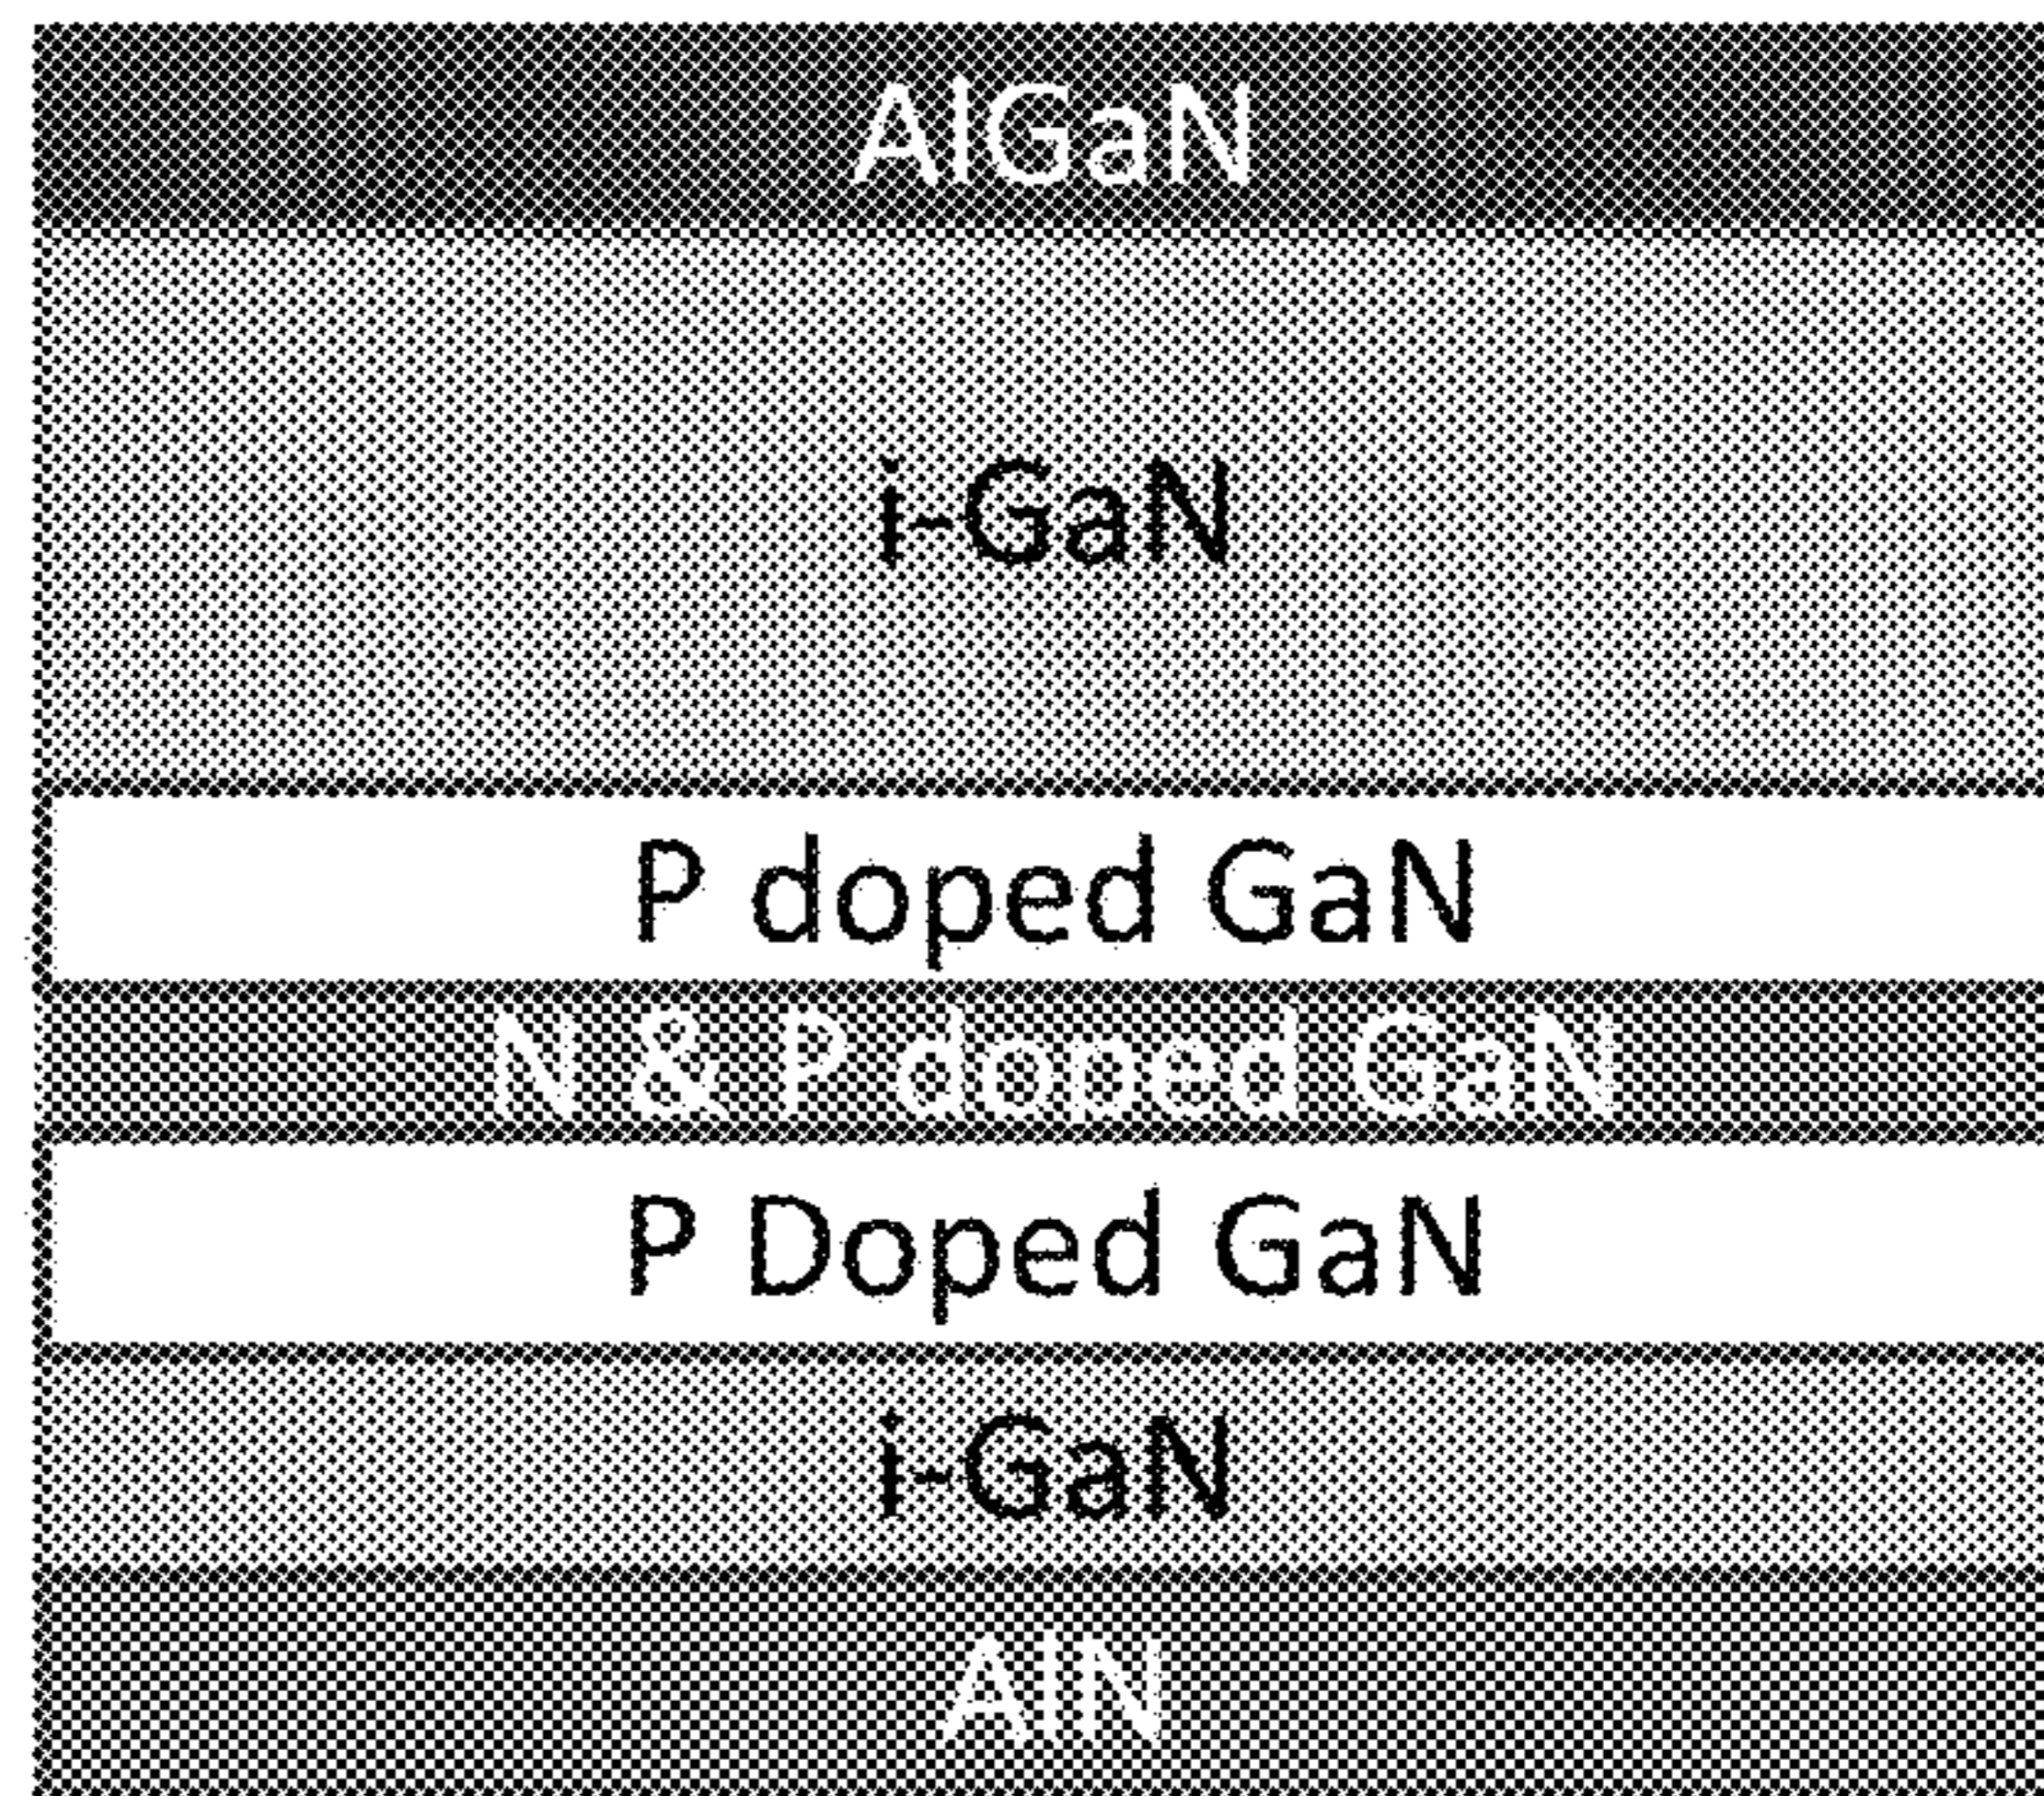 AlGaN
i-GaN
P doped GaN
N & P doped GaN
P Doped GaN
i-GaN
AlN